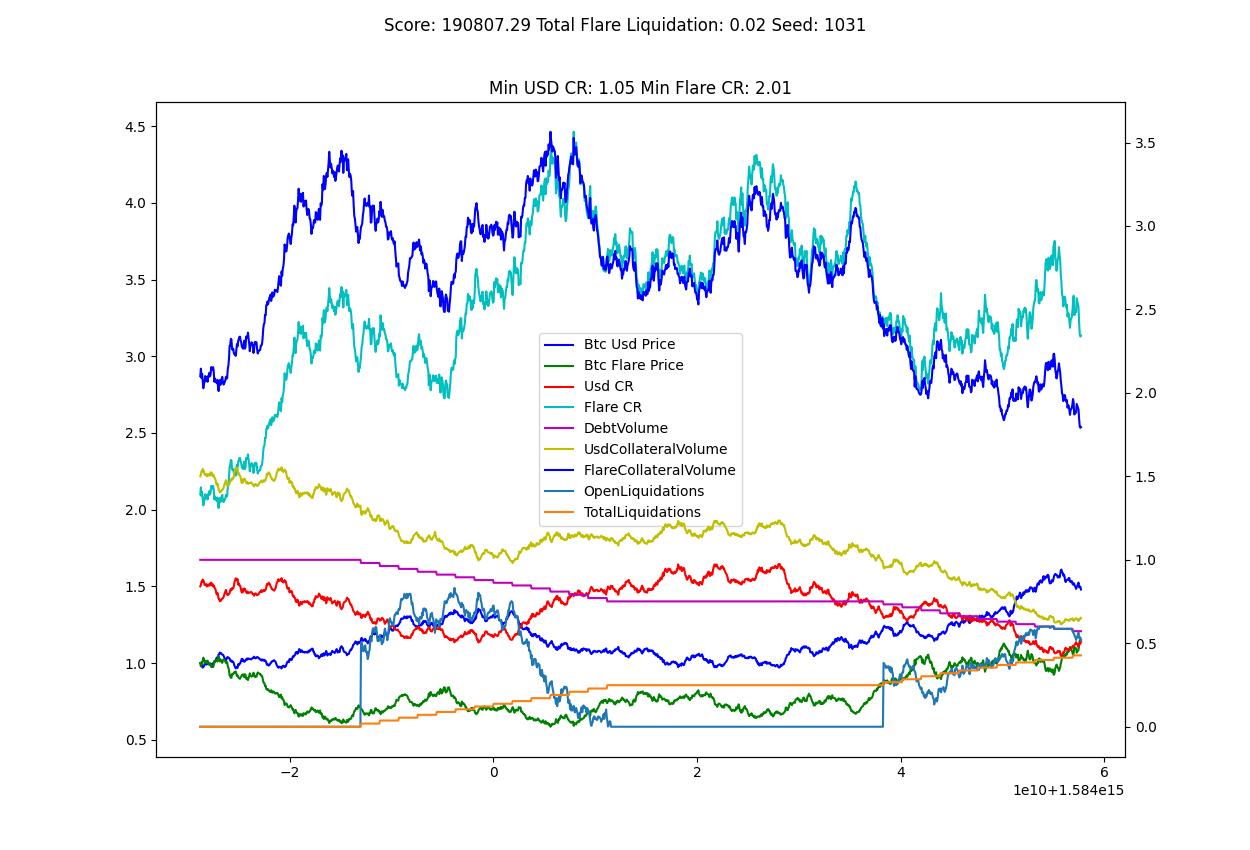 Score: 190807.29 Total Flare Liquidation: 0.02 Seed: 1031
Min USD CR: 1.05 Min Flare CR: 2.01
4.5
4.0
3.5
3.0
2.5
2.0
1.5
1.0
0.5
3.5
3.0
2.5
2.0
1.5
1.0
0.5
0.0
Btc Usd Price
Btc Flare Price
Usd CR
Flare CR
DebtVolume
UsdCollateralVolume
FlareCollateralVolume
OpenLiquidations
TotalLiquidations
−2 0 2 4 6
1e10+1.584e15